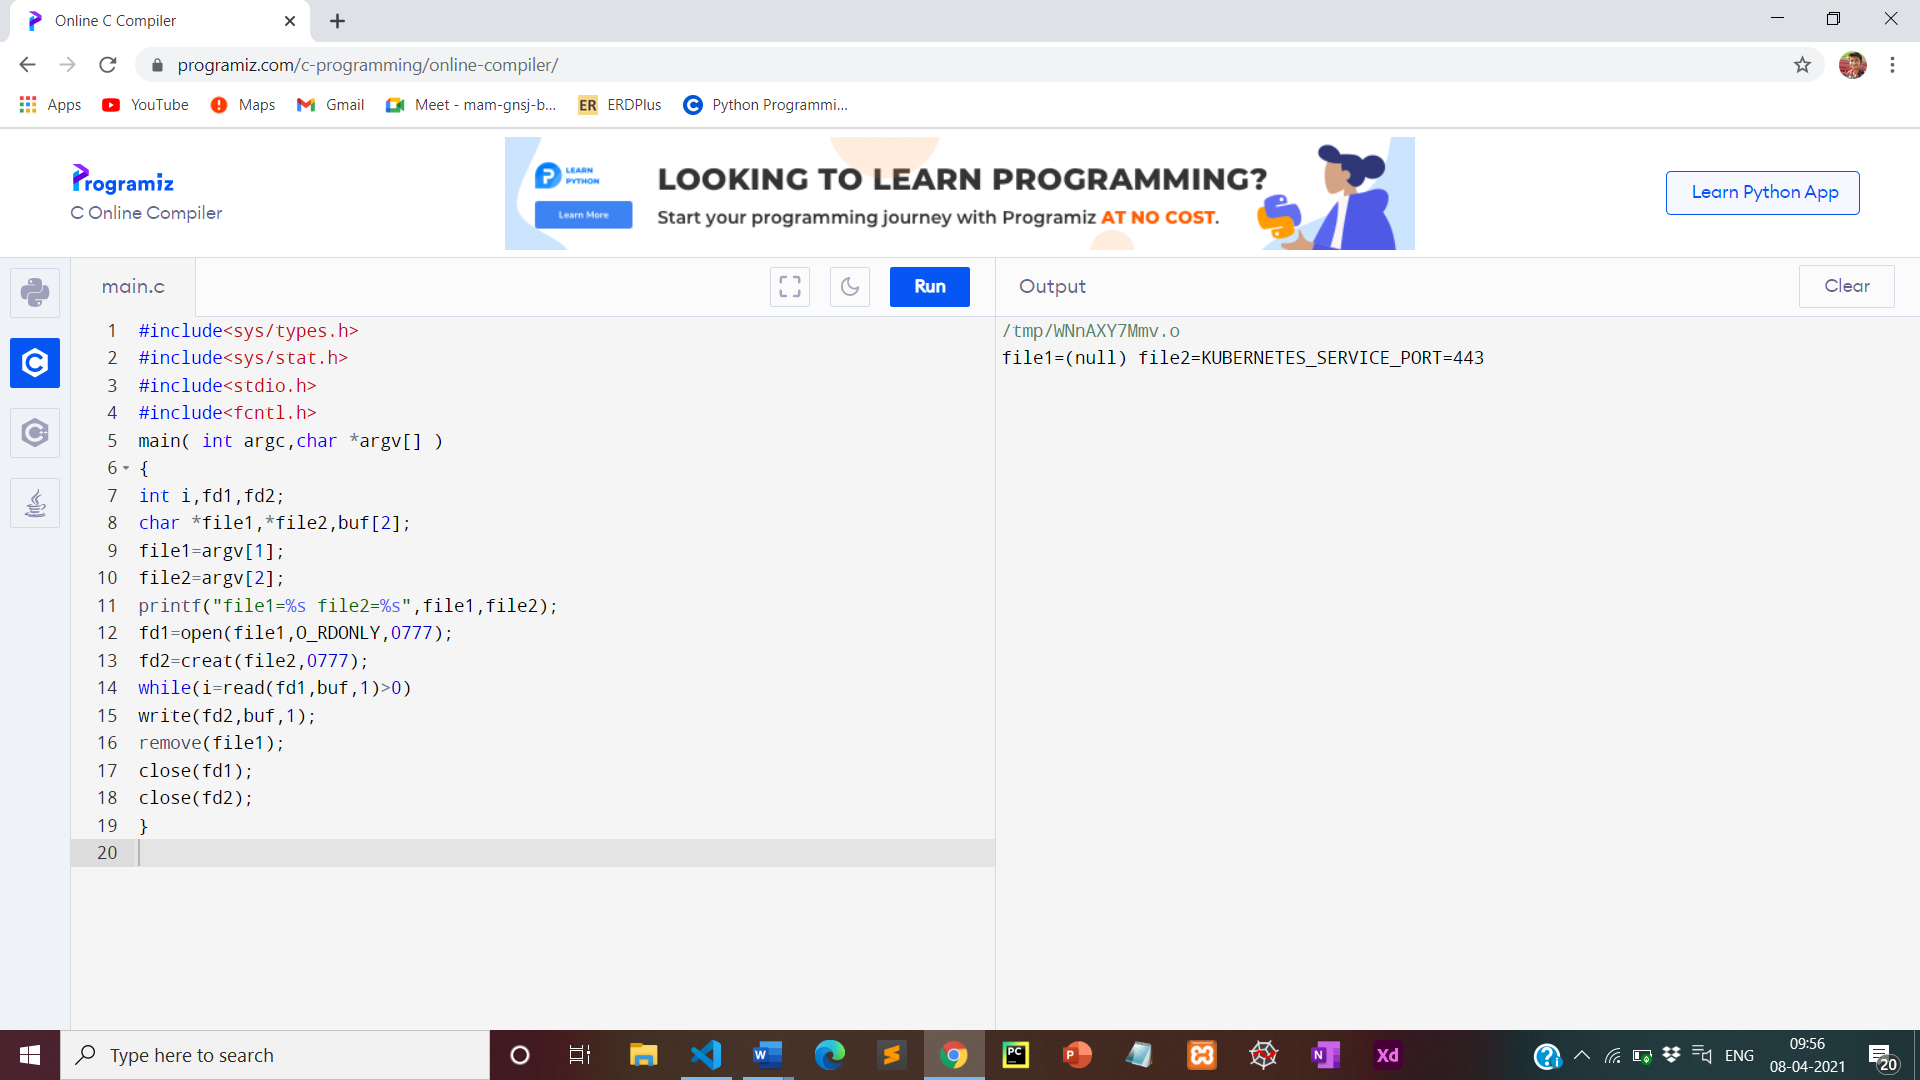 Online C Compiler
programiz.com/c-programming/online-compiler/
Apps YouTube Maps Gmail Meet - mam-gnsj-b... ER ERDPlus Python Programmi...
Programiz
C Online Compiler
LEARN PYTHON
Learn More
LOOKING TO LEARN PROGRAMMING?
Start your programming journey with Programiz AT NO COST.
Learn Python App
main.c
Run
Output
Clear
1 #include<sys/types.h>
2 #include<sys/stat.h>
3 #include<stdio.h>
4 #include<fcntl.h>
5 main( int argc,char *argv[] )
6 {
7 int i,fd1,fd2;
8 char *file1,*file2,buf[2];
9 file1=argv[1];
10 file2=argv[2];
11 printf("file1=%s file2=%s",file1,file2);
12 fd1=open(file1,O_RDONLY,0777);
13 fd2=creat(file2,0777);
14 while(i=read(fd1,buf,1)>0)
15 write(fd2,buf,1);
16 remove(file1);
17 close(fd1);
18 close(fd2);
19 }
20
/tmp/WNnAXY7Mmv.o
file1=(null) file2=KUBERNETES_SERVICE_PORT=443
Type here to search
W
PC
P
N
Xd
ENG
09:56
08-04-2021
20